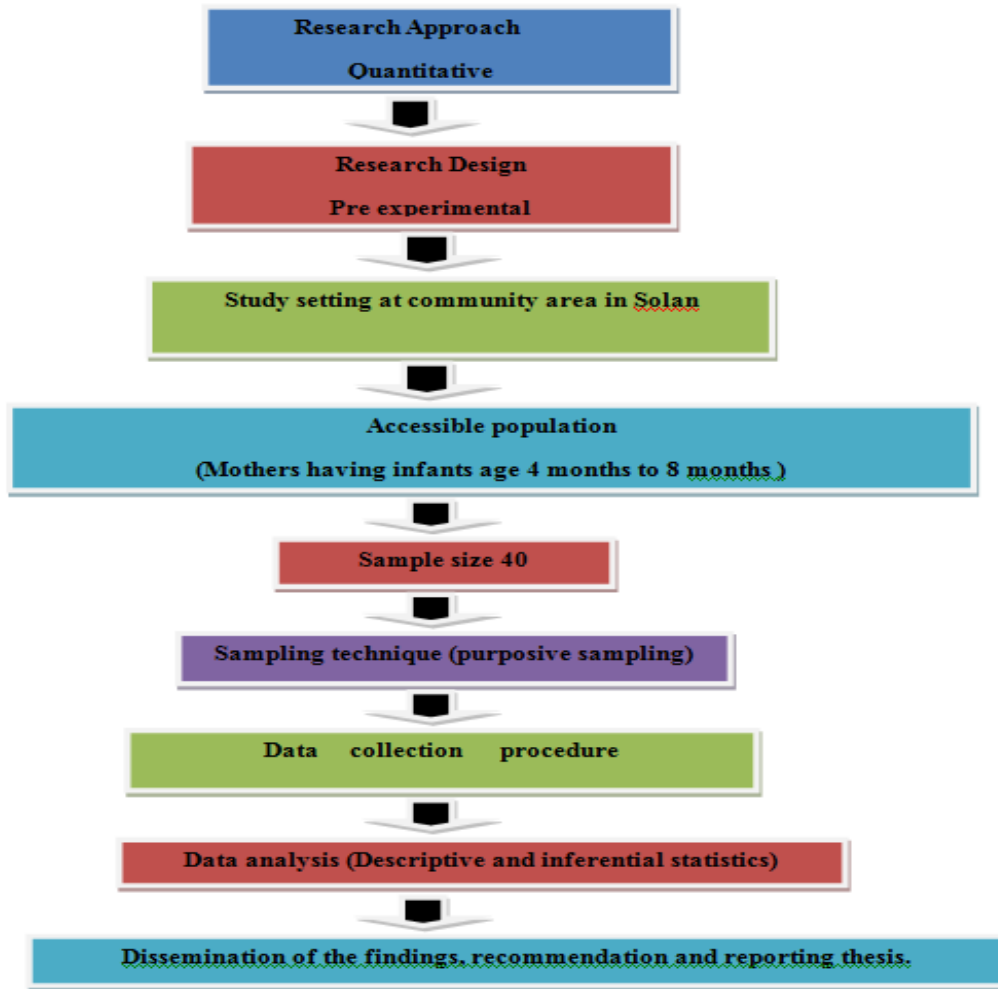 Research Approach
Quantitative
Research Design
Pre experimental
Study setting at community area in Solan
Accessible population
(Mothers having infants age 4 months to 8 months )
Sample size 40
Sampling technique (purposive sampling)
Data collection procedure
Data analysis (Descriptive and inferential statistics)
Dissemination of the findings, recommendation and reporting thesis.